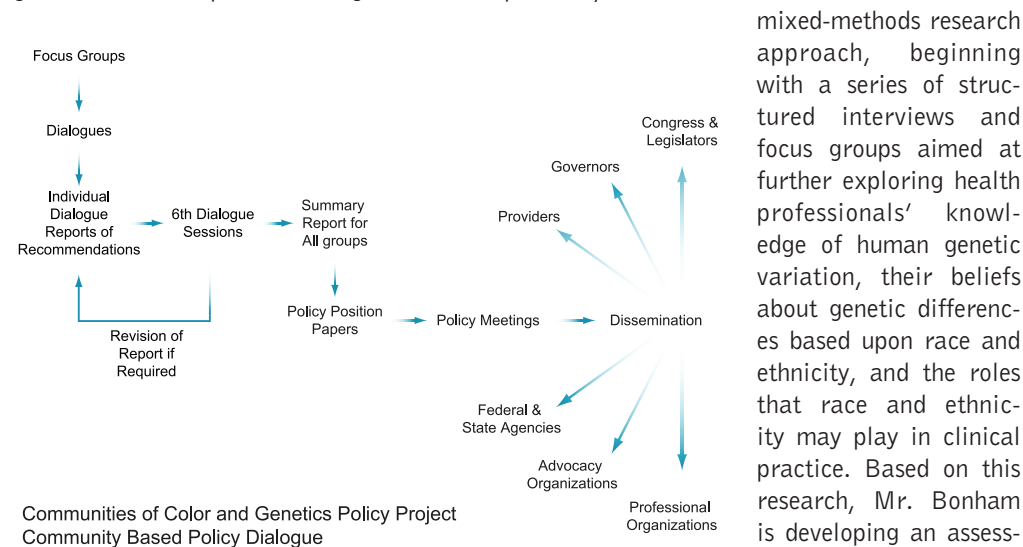 Focus Groups
Dialogues
Individual
Dialogue
Reports of
Recommendations
6th Dialogue
Sessions
Summary
Report for
All groups
Revision of
Report if
Required
Policy Position
Papers
Policy Meetings
Dissemination
Providers
Governors
Congress &
Legislators
Federal &
State Agencies
Advocacy
Organizations
Professional
Organizations
Communities of Color and Genetics Policy Project
Community Based Policy Dialogue
mixed-methods research
approach, beginning
with a series of struc-
tured interviews and
focus groups aimed at
further exploring health
professionals' knowl-
edge of human genetic
variation, their beliefs
about genetic differenc-
es based upon race and
ethnicity, and the roles
that race and ethnic-
ity may play in clinical
practice. Based on this
research, Mr. Bonham
is developing an assess-